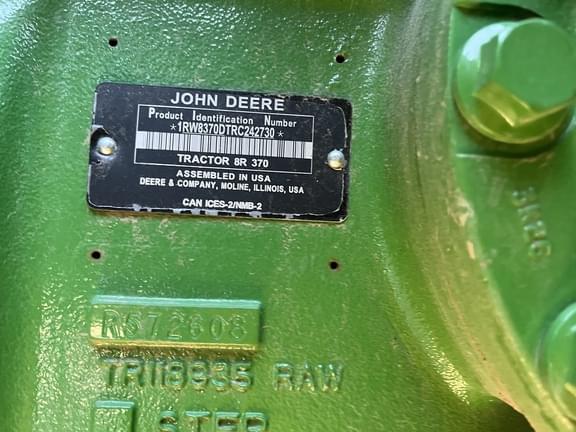 JOHN DEERE
Product Identification Number
*1RW8370DTRC242730*
TRACTOR 8R 370
ASSEMBLED IN USA
DEERE & COMPANY, MOLINE, ILLINOIS, USA
CAN ICES-2/NMB-2
R572608
TR118935 RAW